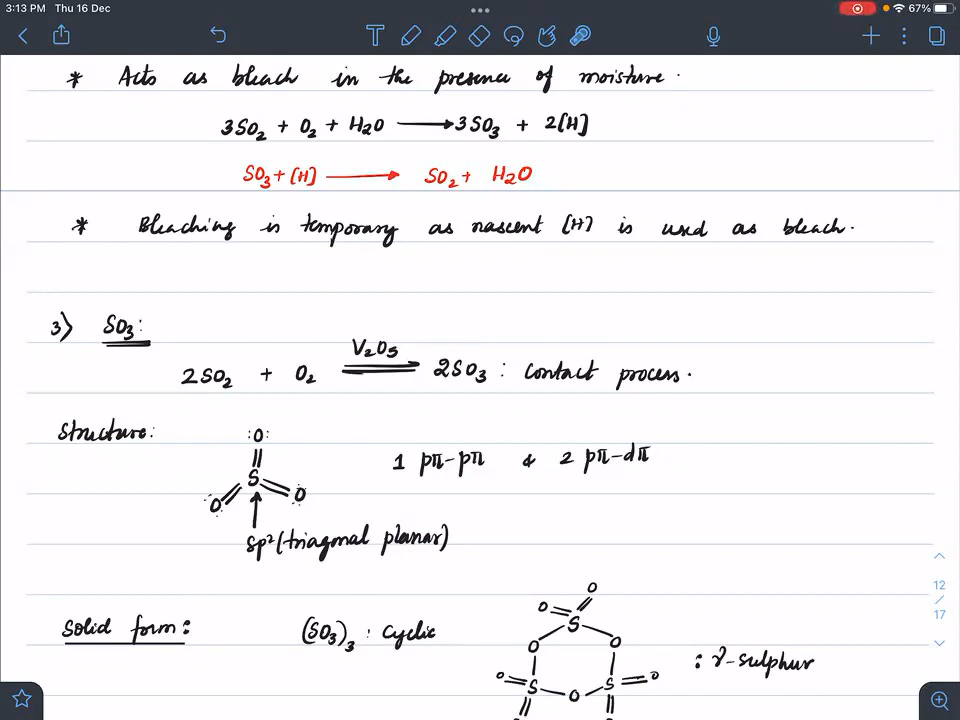 3:13 PM Thu 16 Dec
67%
* Acts as bleach in the presence of moisture.
3SO₂ + O₂ + H₂O ⟶ 3SO₃ + 2[H]
SO₃ + [H] ⟶ SO₂ + H₂O
* Bleaching is temporary as nascent [H] is used as bleach.
3) SO₃:
V₂O₅
2SO₂ + O₂ ⇌ 2SO₃ : Contact process.
Structure:
:O:
S
O O
1 pπ-pπ & 2 pπ-dπ
Sp² (triagonal planar)
12
/
17
Solid form: (SO₃)₃ : Cyclic
O O
S
O O
: γ-sulphur
O S S O
O